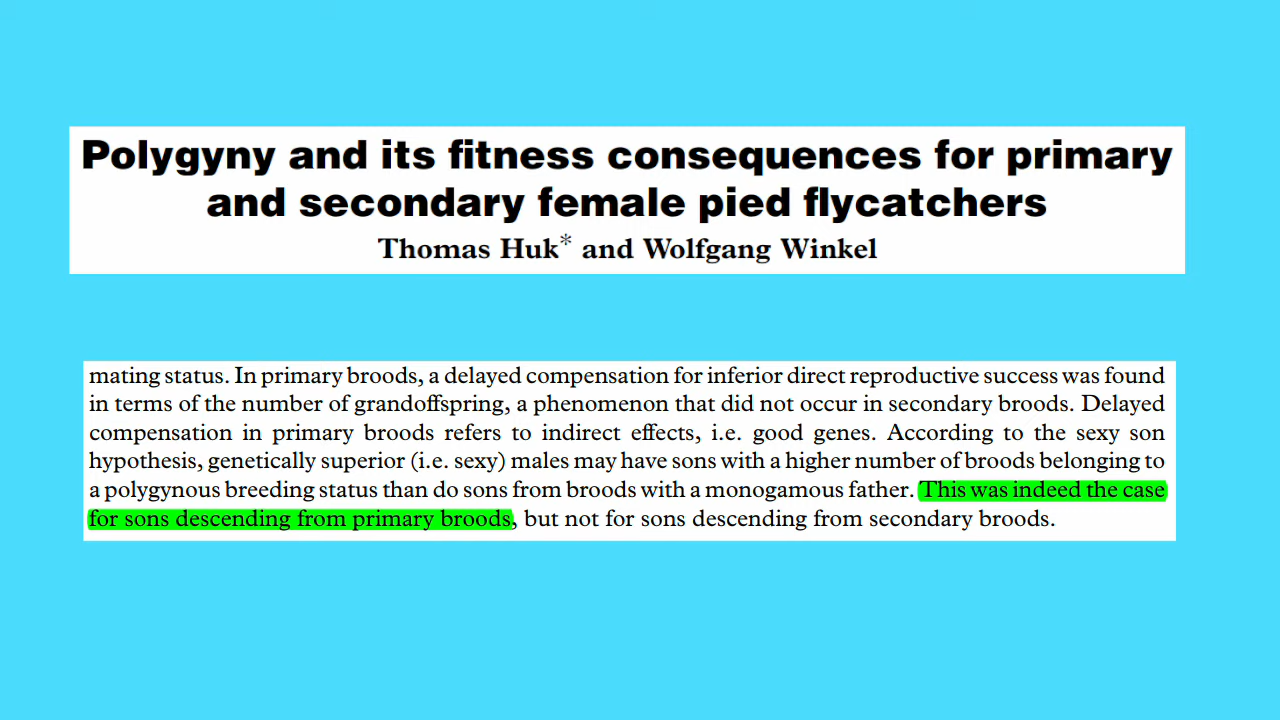 Polygyny and its fitness consequences for primary
and secondary female pied flycatchers
Thomas Huk* and Wolfgang Winkel
mating status. In primary broods, a delayed compensation for inferior direct reproductive success was found
in terms of the number of grandoffspring, a phenomenon that did not occur in secondary broods. Delayed
compensation in primary broods refers to indirect effects, i.e. good genes. According to the sexy son
hypothesis, genetically superior (i.e. sexy) males may have sons with a higher number of broods belonging to
a polygynous breeding status than do sons from broods with a monogamous father. This was indeed the case
for sons descending from primary broods, but not for sons descending from secondary broods.